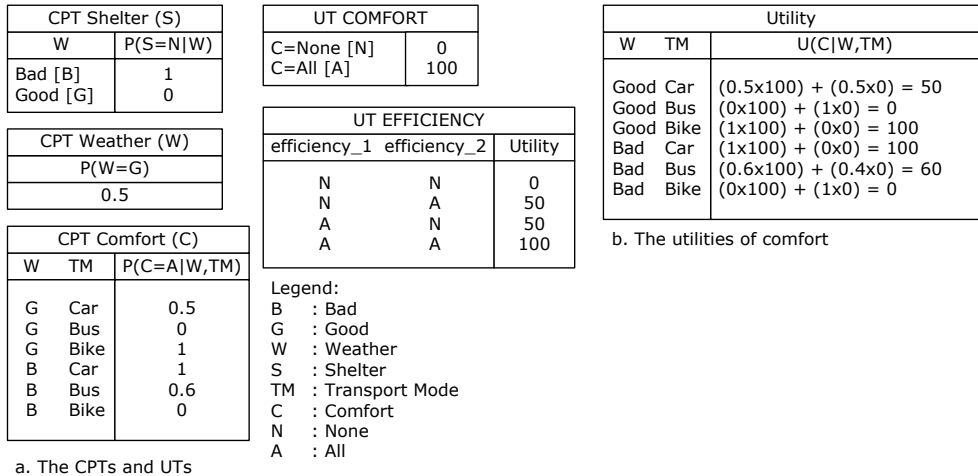 CPT Shelter (S)
W P(S=N|W)
Bad [B] 1
Good [G] 0
CPT Weather (W)
P(W=G)
0.5
CPT Comfort (C)
W TM P(C=A|W,TM)
G Car 0.5
G Bus 0
G Bike 1
B Car 1
B Bus 0.6
B Bike 0
a. The CPTs and UTs
UT COMFORT
C=None [N] 0
C=All [A] 100
UT EFFICIENCY
efficiency_1 efficiency_2 Utility
N N 0
N A 50
A N 50
A A 100
Legend:
B : Bad
G : Good
W : Weather
S : Shelter
TM : Transport Mode
C : Comfort
N : None
A : All
Utility
W TM U(C|W,TM)
Good Car (0.5x100) + (0.5x0) = 50
Good Bus (0x100) + (1x0) = 0
Good Bike (1x100) + (0x0) = 100
Bad Car (1x100) + (0x0) = 100
Bad Bus (0.6x100) + (0.4x0) = 60
Bad Bike (0x100) + (1x0) = 0
b. The utilities of comfort